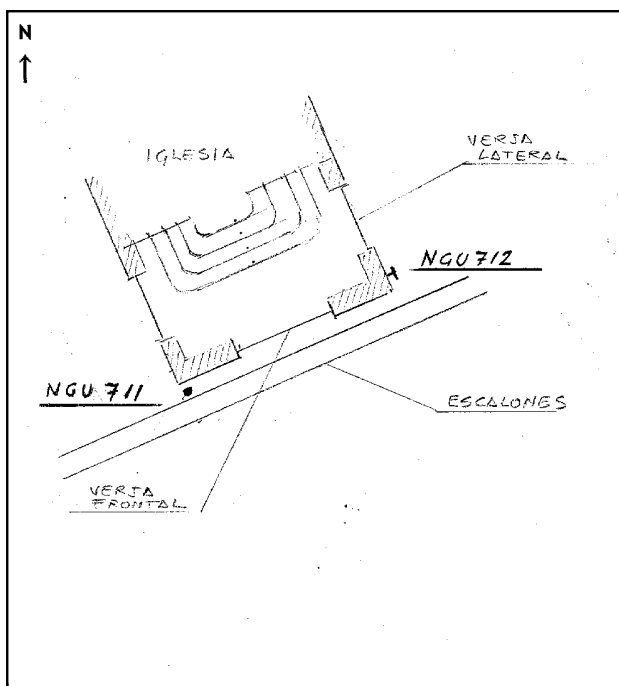 N
IGLESIA
VERJA
LATERAL
NGU 712
NGU 711
ESCALONES
VERJA
FRONTAL